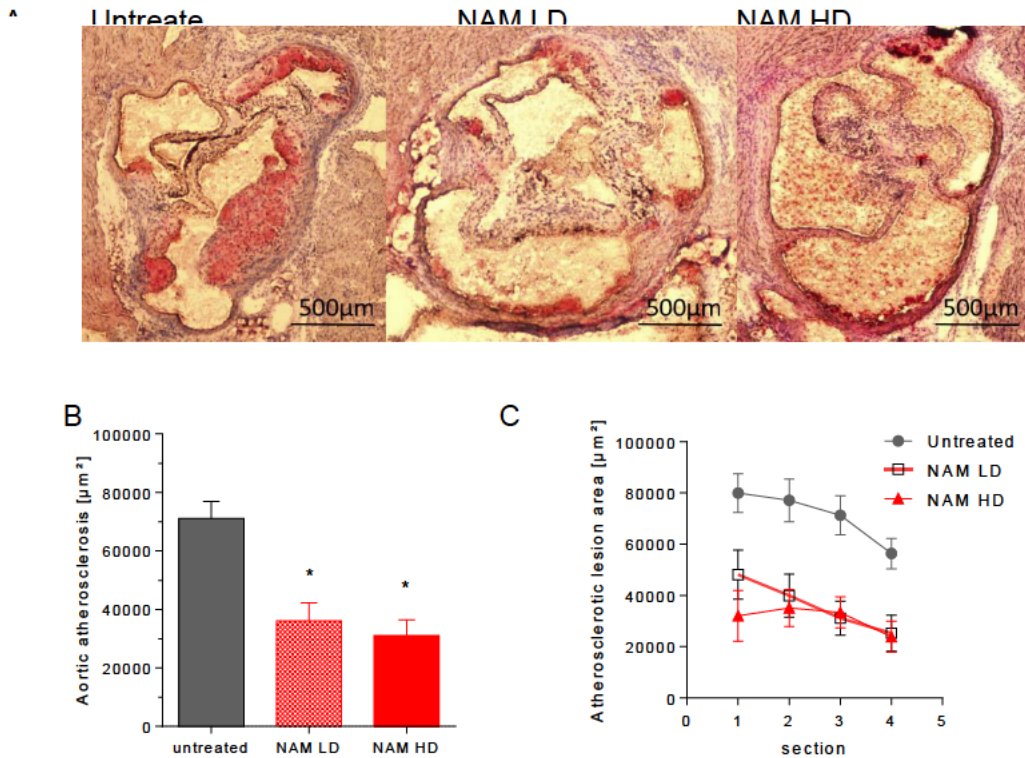 Untreate NAM LD NAM HD
500µm 500µm 500µm
B
100000
80000
60000
40000
20000
0
Aortic atherosclerosis [µm²]
* *
untreated NAM LD NAM HD
C
100000
80000
60000
40000
20000
0
Atherosclerotic lesion area [µm²]
Untreated
NAM LD
NAM HD
0 1 2 3 4 5
section